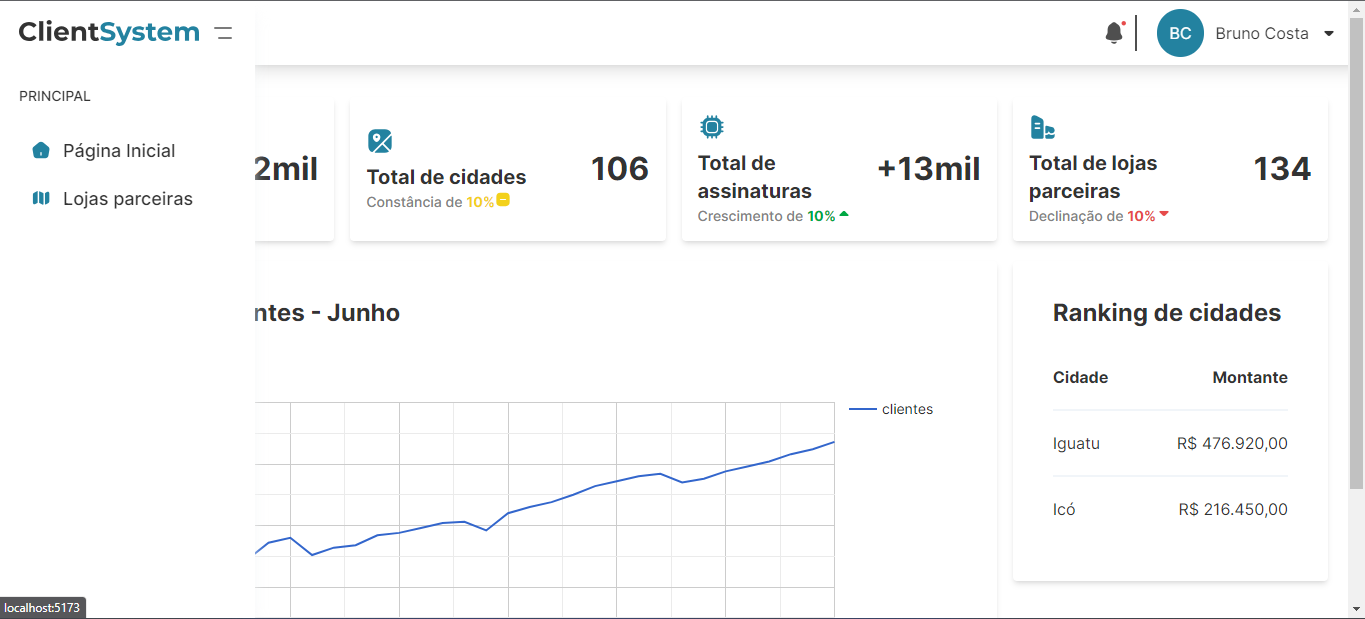 ClientSystem
BC
Bruno Costa
PRINCIPAL
Página Inicial
Lojas parceiras
2mil
Total de cidades
106
Constância de 10%
Total de
assinaturas
+13mil
Crescimento de 10%
Total de lojas
parceiras
134
Declinação de 10%
ntes - Junho
clientes
Ranking de cidades
Cidade Montante
Iguatu R$ 476.920,00
Icó R$ 216.450,00
localhost:5173